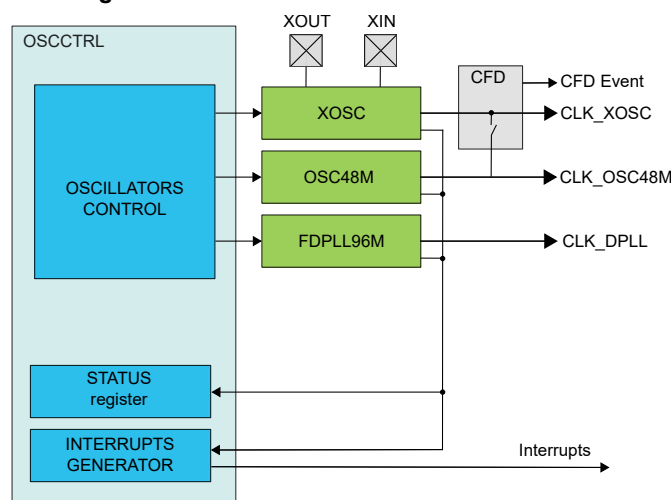 XOUT
XIN
OSCCTRL
CFD
CFD Event
XOSC
CLK_XOSC
OSCILLATORS
CONTROL
OSC48M
CLK_OSC48M
FDPLL96M
CLK_DPLL
STATUS
register
INTERRUPTS
GENERATOR
Interrupts